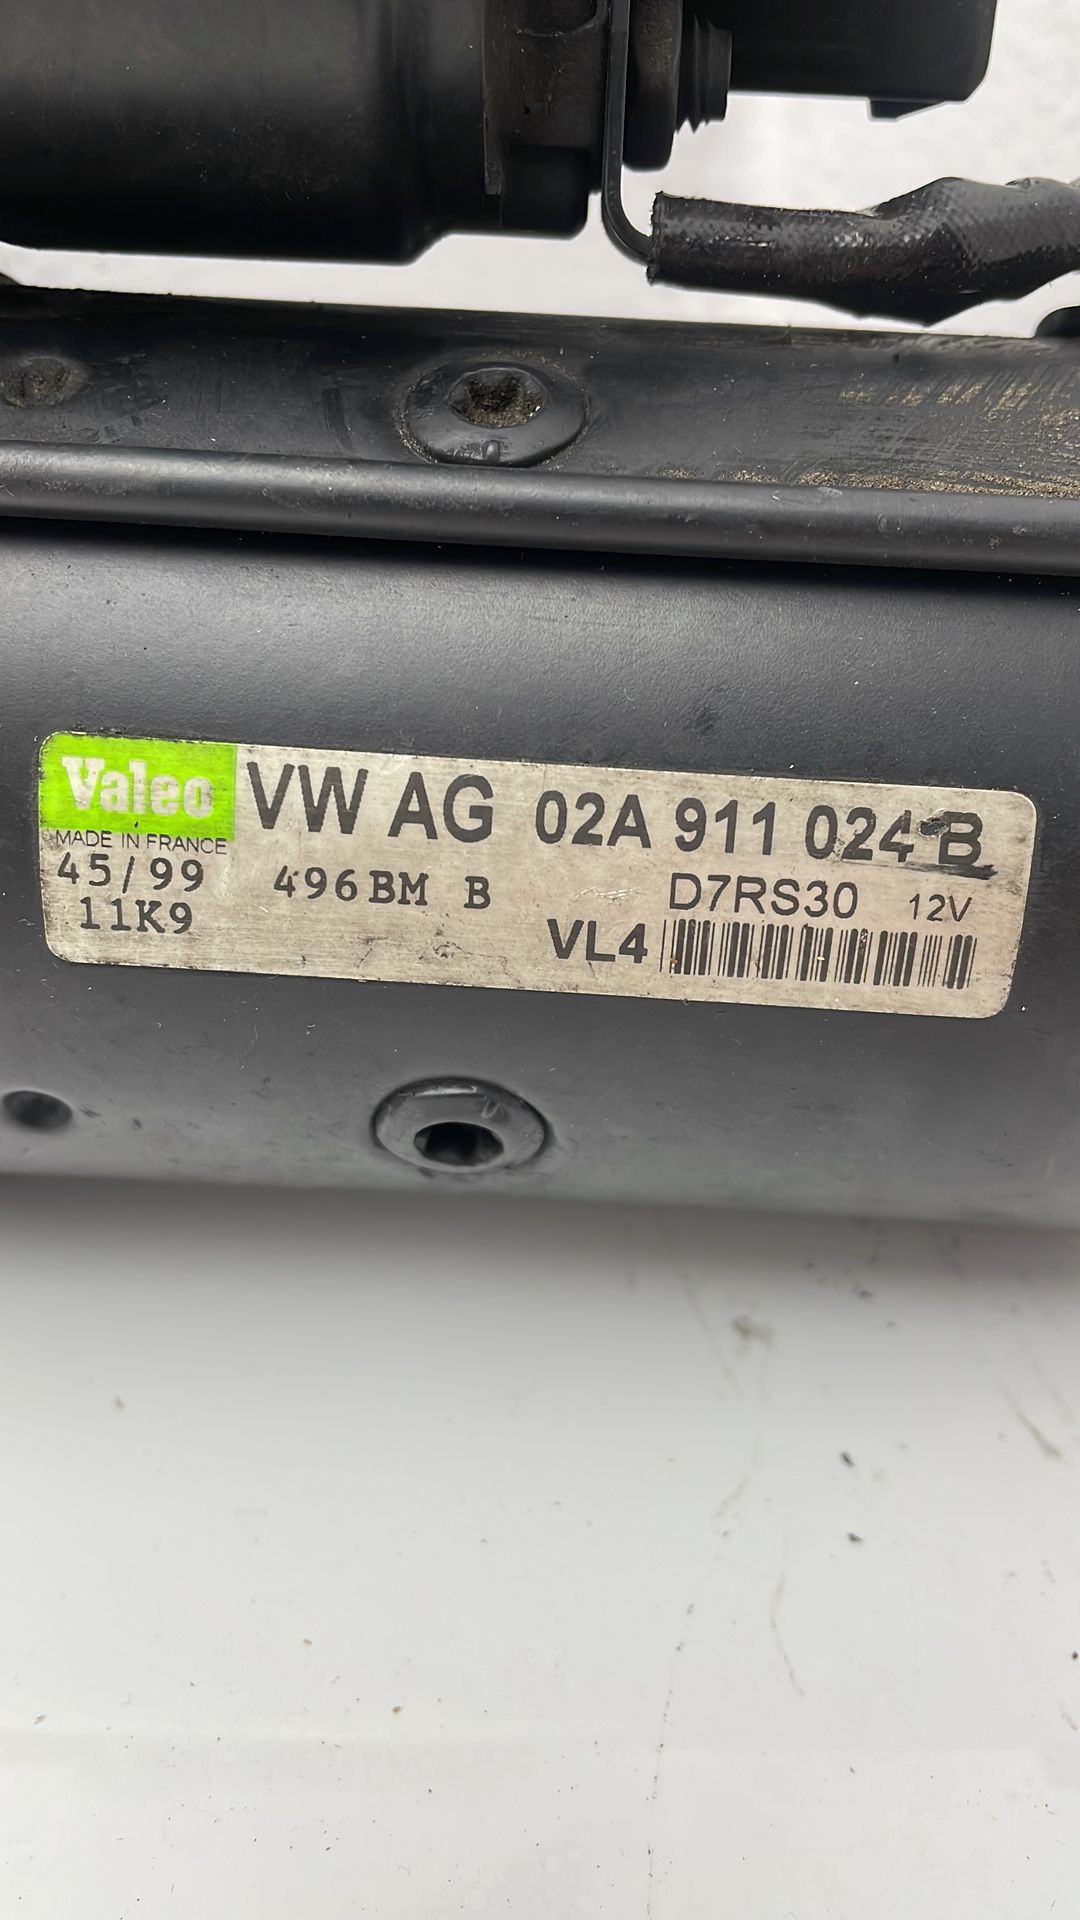 Valeo
MADE IN FRANCE
VW AG 02A 911 024 B
45/99 496BM B D7RS30 12V
11K9 VL4